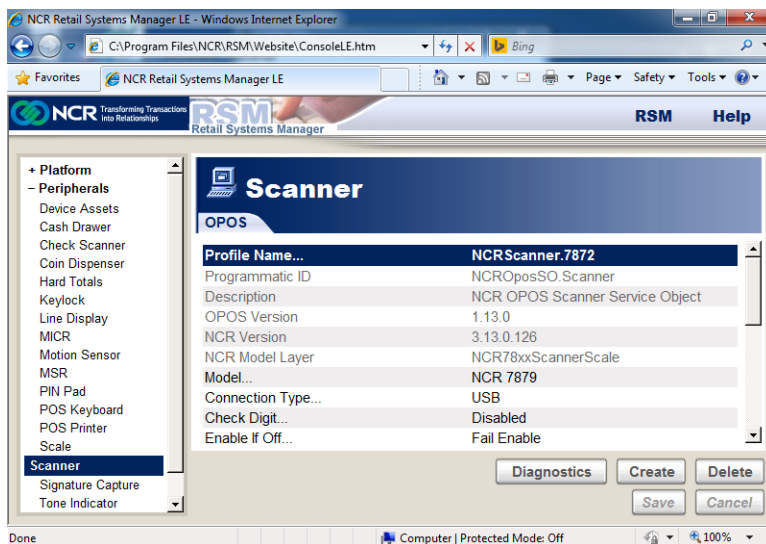 NCR Retail Systems Manager LE - Windows Internet Explorer
C:\Program Files\NCR\RSM\Website\ConsoleLE.htm
Bing
Favorites
NCR Retail Systems Manager LE
Page
Safety
Tools
NCR Transforming Transactions into Relationships
RSM
Retail Systems Manager
RSM
Help
+ Platform
– Peripherals
Device Assets
Cash Drawer
Check Scanner
Coin Dispenser
Hard Totals
Keylock
Line Display
MICR
Motion Sensor
MSR
PIN Pad
POS Keyboard
POS Printer
Scale
Scanner
Signature Capture
Tone Indicator
Scanner
OPOS
Profile Name... NCRScanner.7872
Programmatic ID NCROposSO.Scanner
Description NCR OPOS Scanner Service Object
OPOS Version 1.13.0
NCR Version 3.13.0.126
NCR Model Layer NCR78xxScannerScale
Model... NCR 7879
Connection Type... USB
Check Digit... Disabled
Enable If Off... Fail Enable
Diagnostics
Create
Delete
Save
Cancel
Done
Computer | Protected Mode: Off
100%